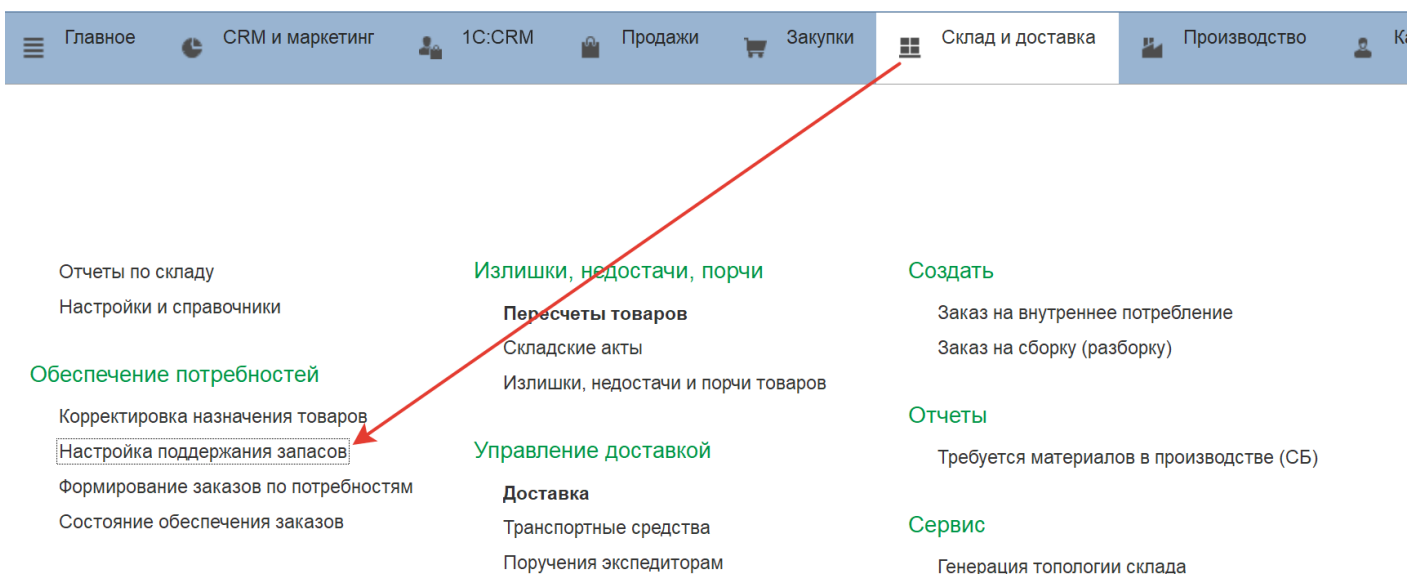 Главное CRM и маркетинг 1С:CRM Продажи Закупки Склад и доставка Производство Ка
Отчеты по складу
Настройки и справочники
Обеспечение потребностей
Корректировка назначения товаров
Настройка поддержания запасов
Формирование заказов по потребностям
Состояние обеспечения заказов
Излишки, недостачи, порчи
Пересчеты товаров
Складские акты
Излишки, недостачи и порчи товаров
Управление доставкой
Доставка
Транспортные средства
Поручения экспедиторам
Создать
Заказ на внутреннее потребление
Заказ на сборку (разборку)
Отчеты
Требуется материалов в производстве (СБ)
Сервис
Генерация топологии склада